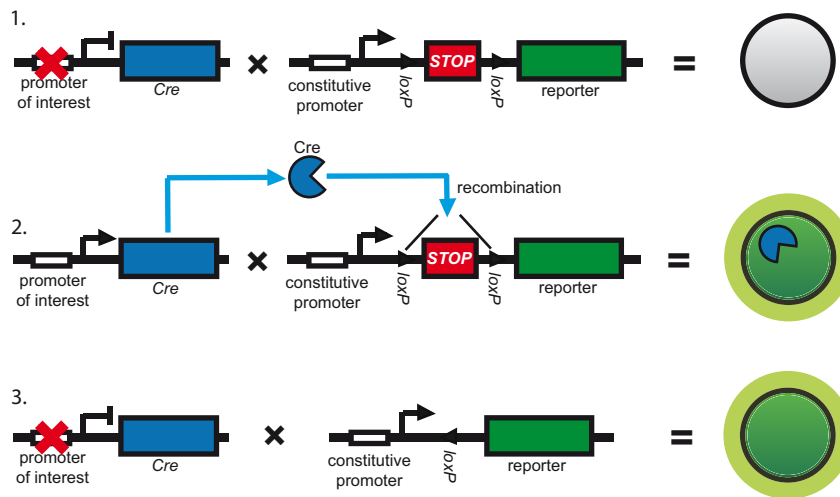 1.
STOP
promoter
of interest
Cre
constitutive
promoter
loxP
loxP
reporter
=
Cre
recombination
2.
STOP
promoter
of interest
Cre
constitutive
promoter
loxP
loxP
reporter
=
3.
promoter
of interest
Cre
constitutive
promoter
loxP
reporter
=